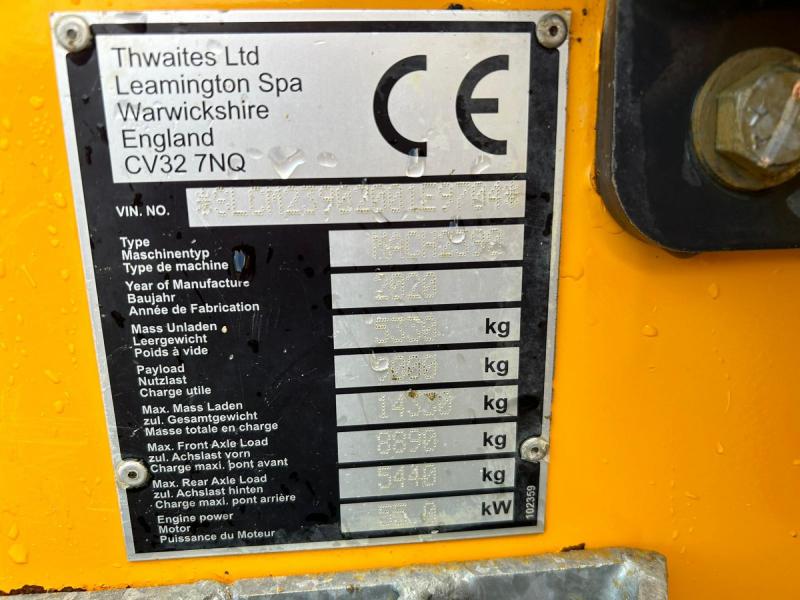 Thwaites Ltd
Leamington Spa
Warwickshire
England
CV32 7NQ
CE
VIN. NO.
Type
Maschinentyp
Type de machine
Year of Manufacture 2020
Baujahr
Année de Fabrication
Mass Unladen 5330 kg
Leergewicht
Poids à vide
Payload 9000 kg
Nutzlast
Charge utile
Max. Mass Laden 14330 kg
zul. Gesamtgewicht
Masse totale en charge
Max. Front Axle Load 8890 kg
zul. Achslast vorn
Charge maxi. pont avant
Max. Rear Axle Load 5440 kg
zul. Achslast hinten
Charge maxi. pont arrière
Engine power kW
Motor
Puissance du Moteur
102359